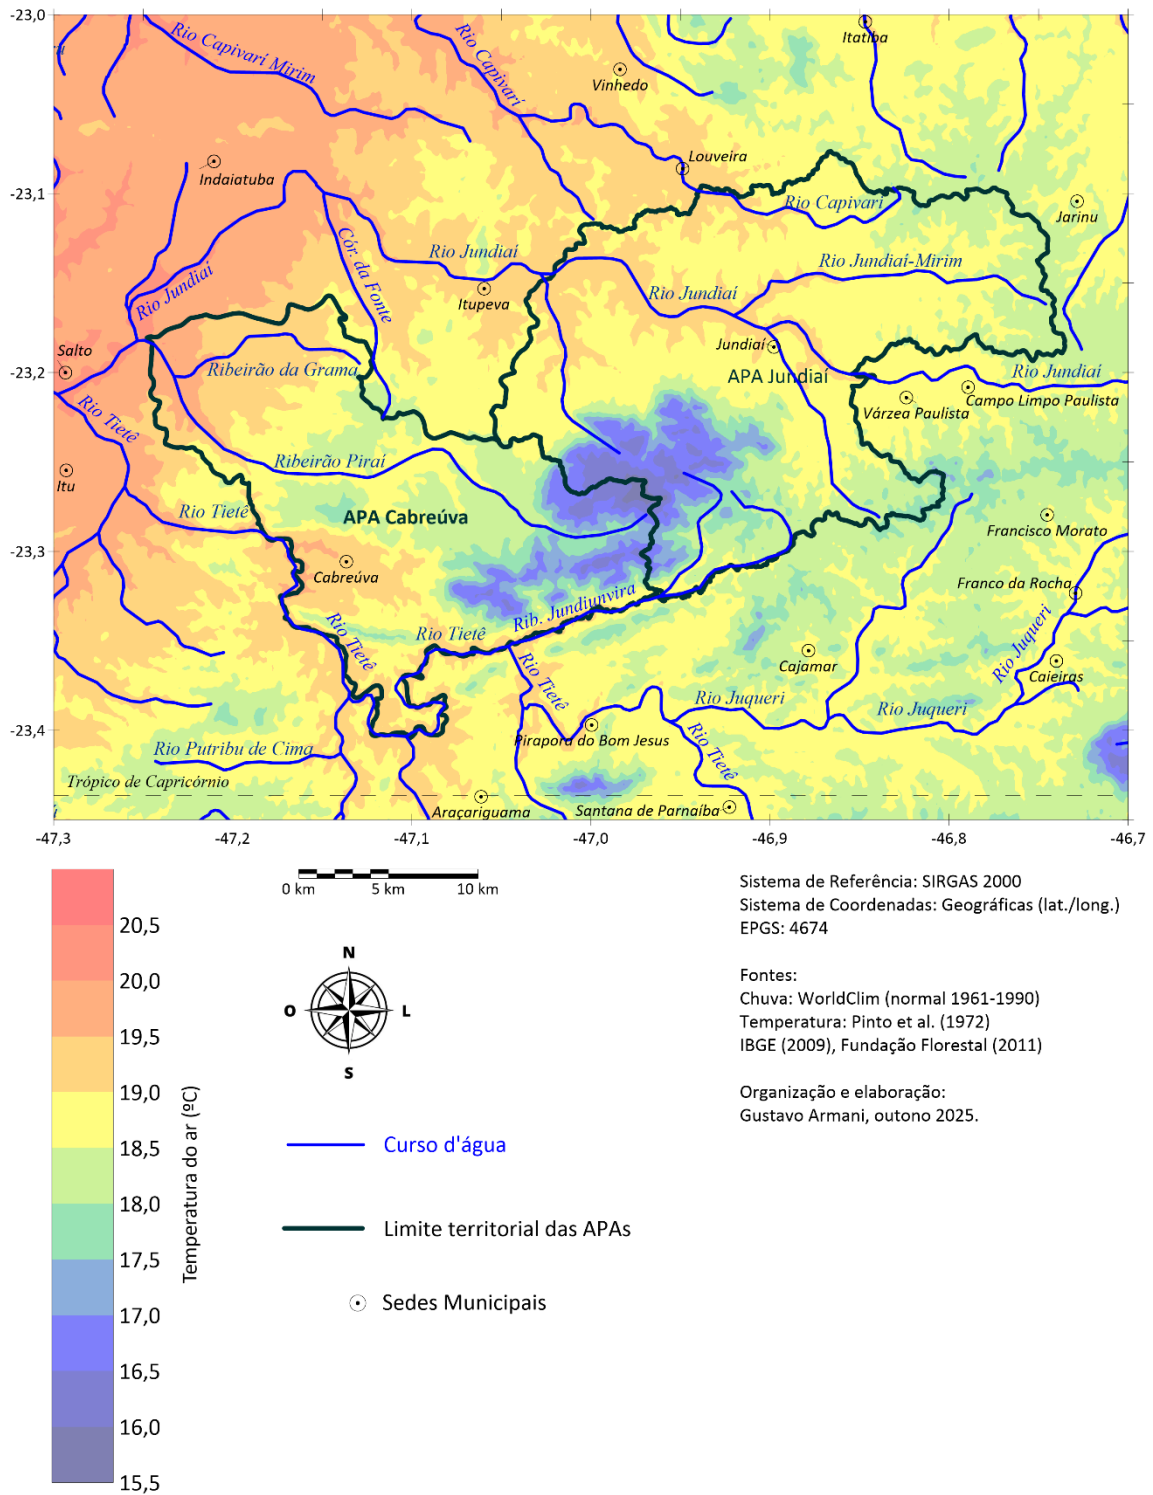 -23,0
Rio Capivarí Mirim
Rio Capivarí
Vinhedo
Itatiba
Indaiatuba
Louveira
-23,1
Rio Capivari
Jarinu
Rio Jundiaí
Cór. da Fonte
Rio Jundiaí
Rio Jundiaí-Mirim
Itupeva
Rio Jundiaí
Jundiaí
Salto
-23,2
Ribeirão da Grama
APA Jundiaí
Rio Jundiaí
Campo Limpo Paulista
Várzea Paulista
Rio Tietê
Ribeirão Piraí
Itu
Rio Tietê
APA Cabreúva
Francisco Morato
-23,3
Cabreúva
Franco da Rocha
Rib. Jundiunvira
Rio Tietê
Rio Tietê
Rio Tietê
Cajamar
Rio Juqueri
Caieiras
Rio Juqueri
Rio Juqueri
-23,4
Rio Putribu de Cima
Pirapora do Bom Jesus
Rio Tietê
Trópico de Capricórnio
Araçariguama
Santana de Parnaíba
-47,3
-47,2
-47,1
-47,0
-46,9
-46,8
-46,7
0 km
5 km
10 km
20,5
20,0
19,5
19,0
18,5
18,0
17,5
17,0
16,5
16,0
15,5
Temperatura do ar (ºC)
N
O
L
S
Curso d'água
Limite territorial das APAs
Sedes Municipais
Sistema de Referência: SIRGAS 2000
Sistema de Coordenadas: Geográficas (lat./long.)
EPGS: 4674
Fontes:
Chuva: WorldClim (normal 1961-1990)
Temperatura: Pinto et al. (1972)
IBGE (2009), Fundação Florestal (2011)
Organização e elaboração:
Gustavo Armani, outono 2025.